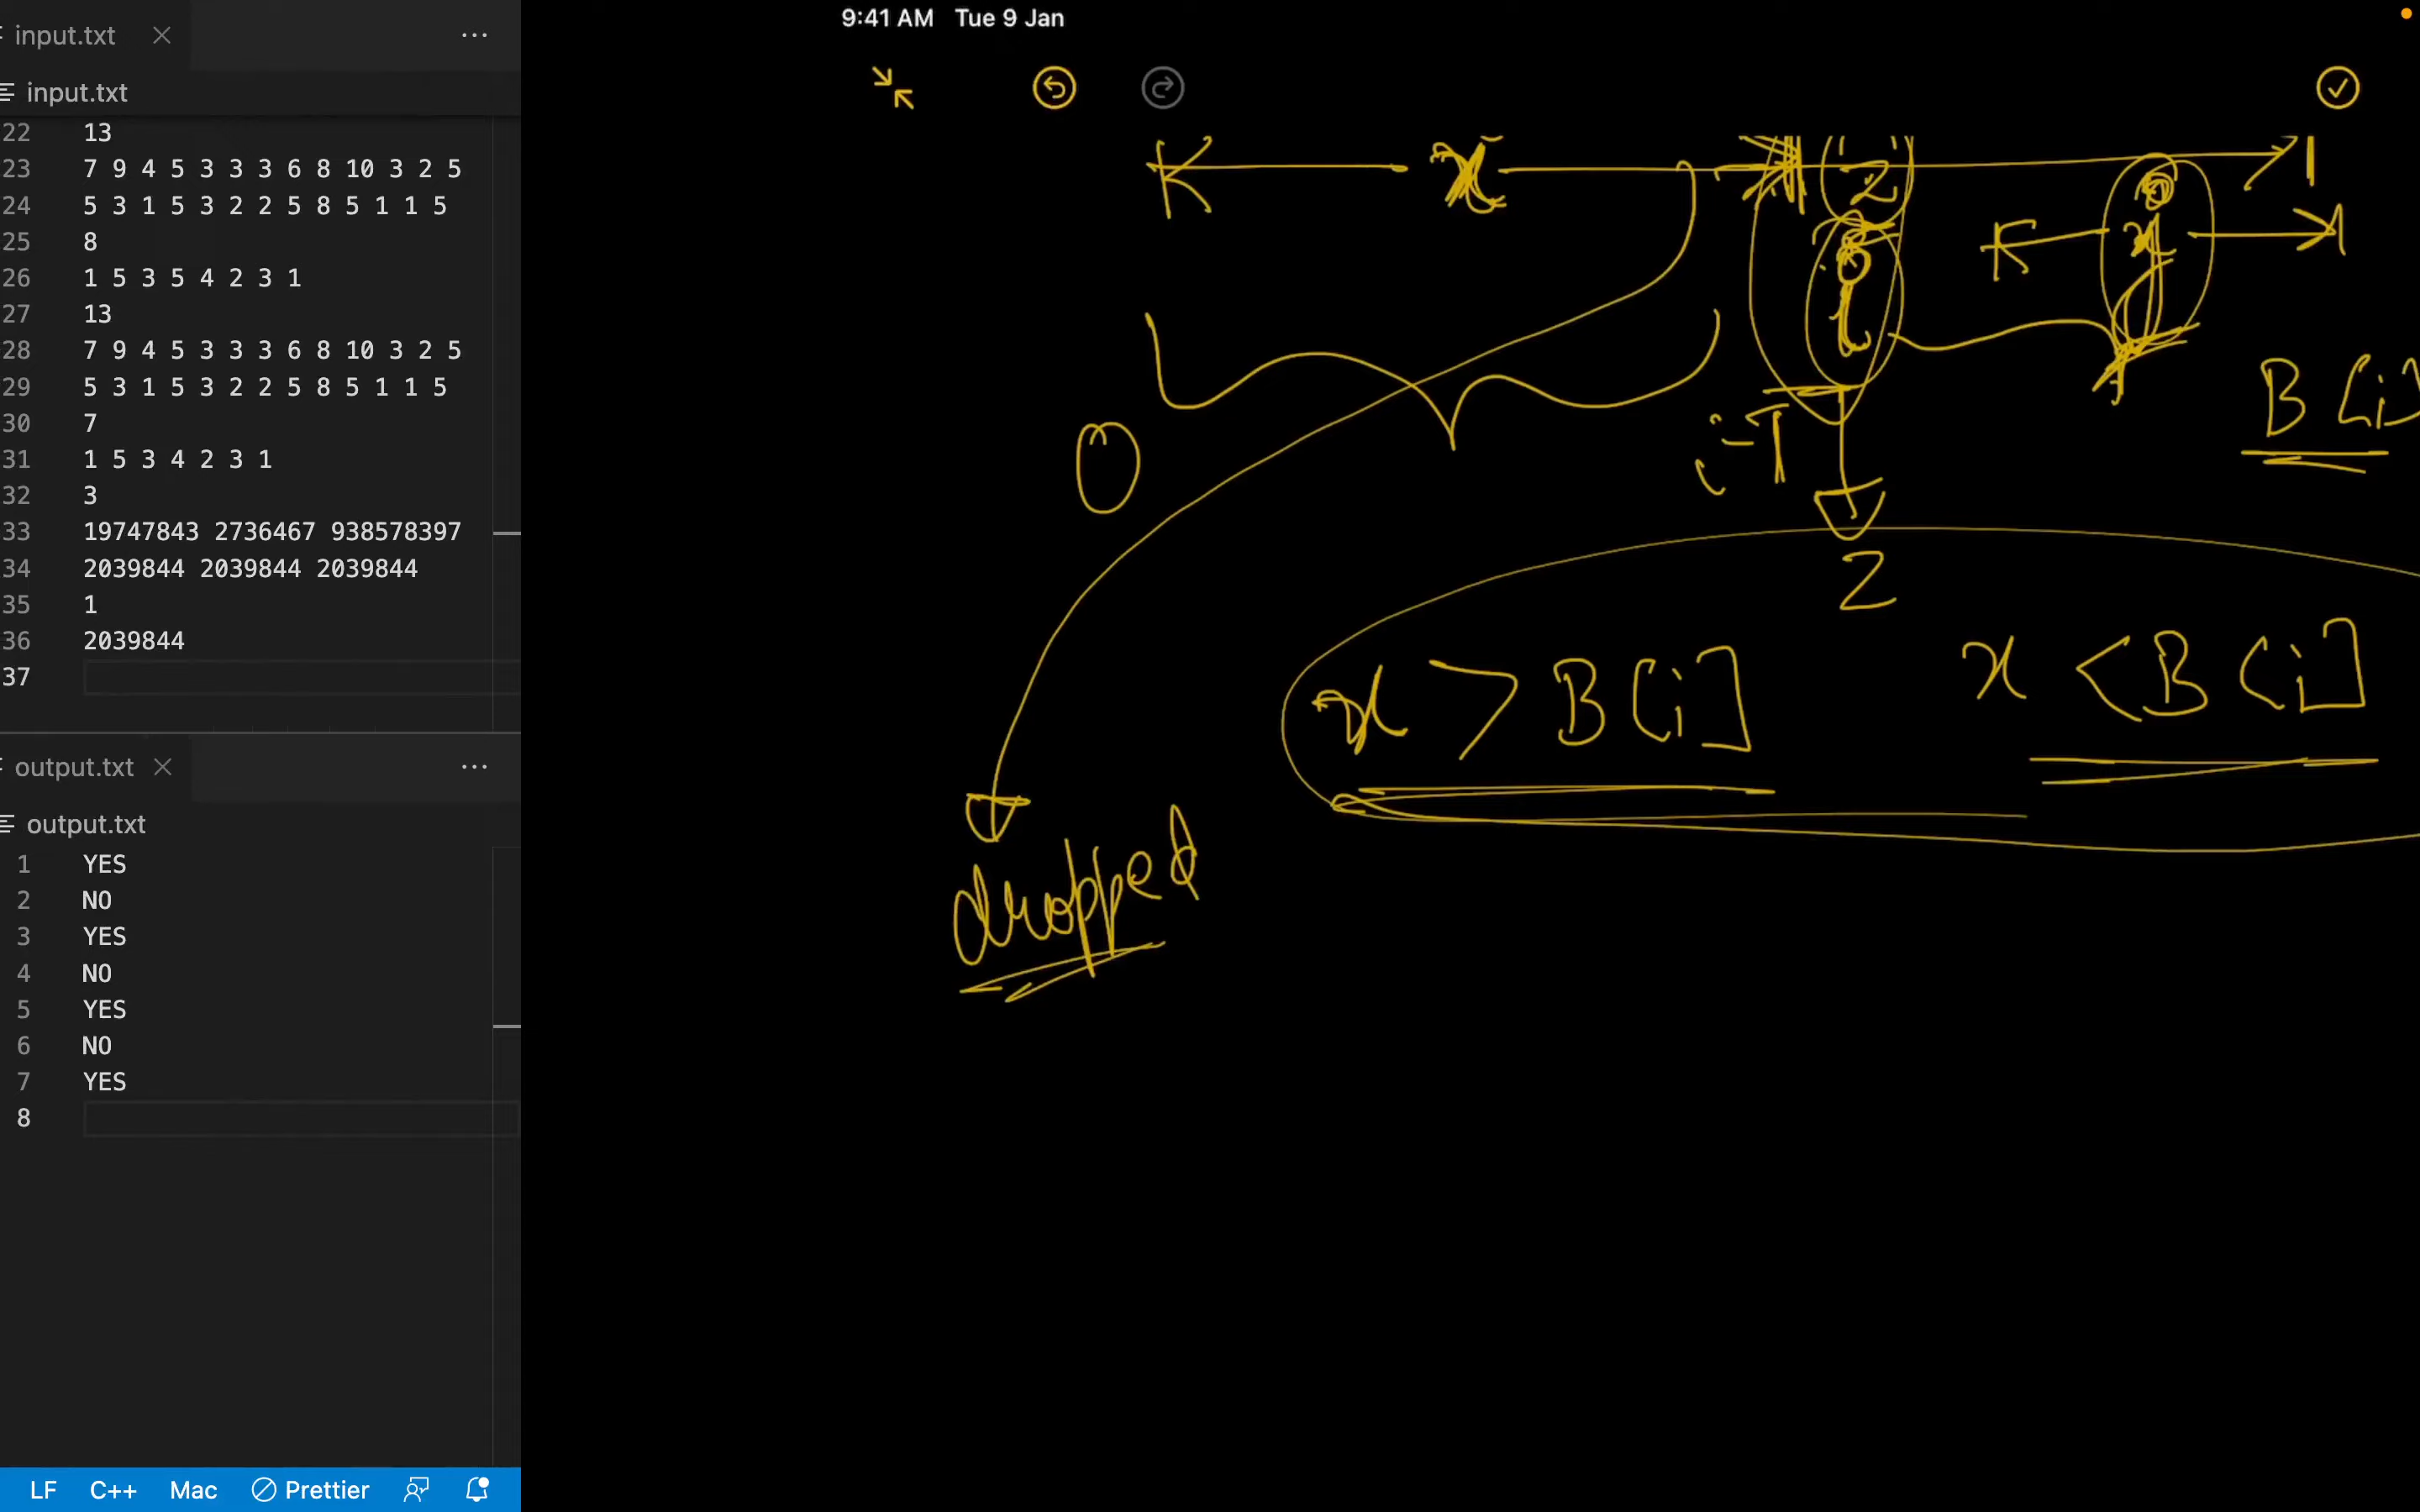 input.txt
input.txt
22 13
23 7 9 4 5 3 3 3 6 8 10 3 2 5
24 5 3 1 5 3 2 2 5 8 5 1 1 5
25 8
26 1 5 3 5 4 2 3 1
27 13
28 7 9 4 5 3 3 3 6 8 10 3 2 5
29 5 3 1 5 3 2 2 5 8 5 1 1 5
30 7
31 1 5 3 4 2 3 1
32 3
33 19747843 2736467 938578397
34 2039844 2039844 2039844
35 1
36 2039844
37
output.txt
output.txt
1 YES
2 NO
3 YES
4 NO
5 YES
6 NO
7 YES
8
LF C++ Mac Prettier
9:41 AM Tue 9 Jan
x 2
0 i-1 B[i]
2
x > B[i] x < B[i]
dropped